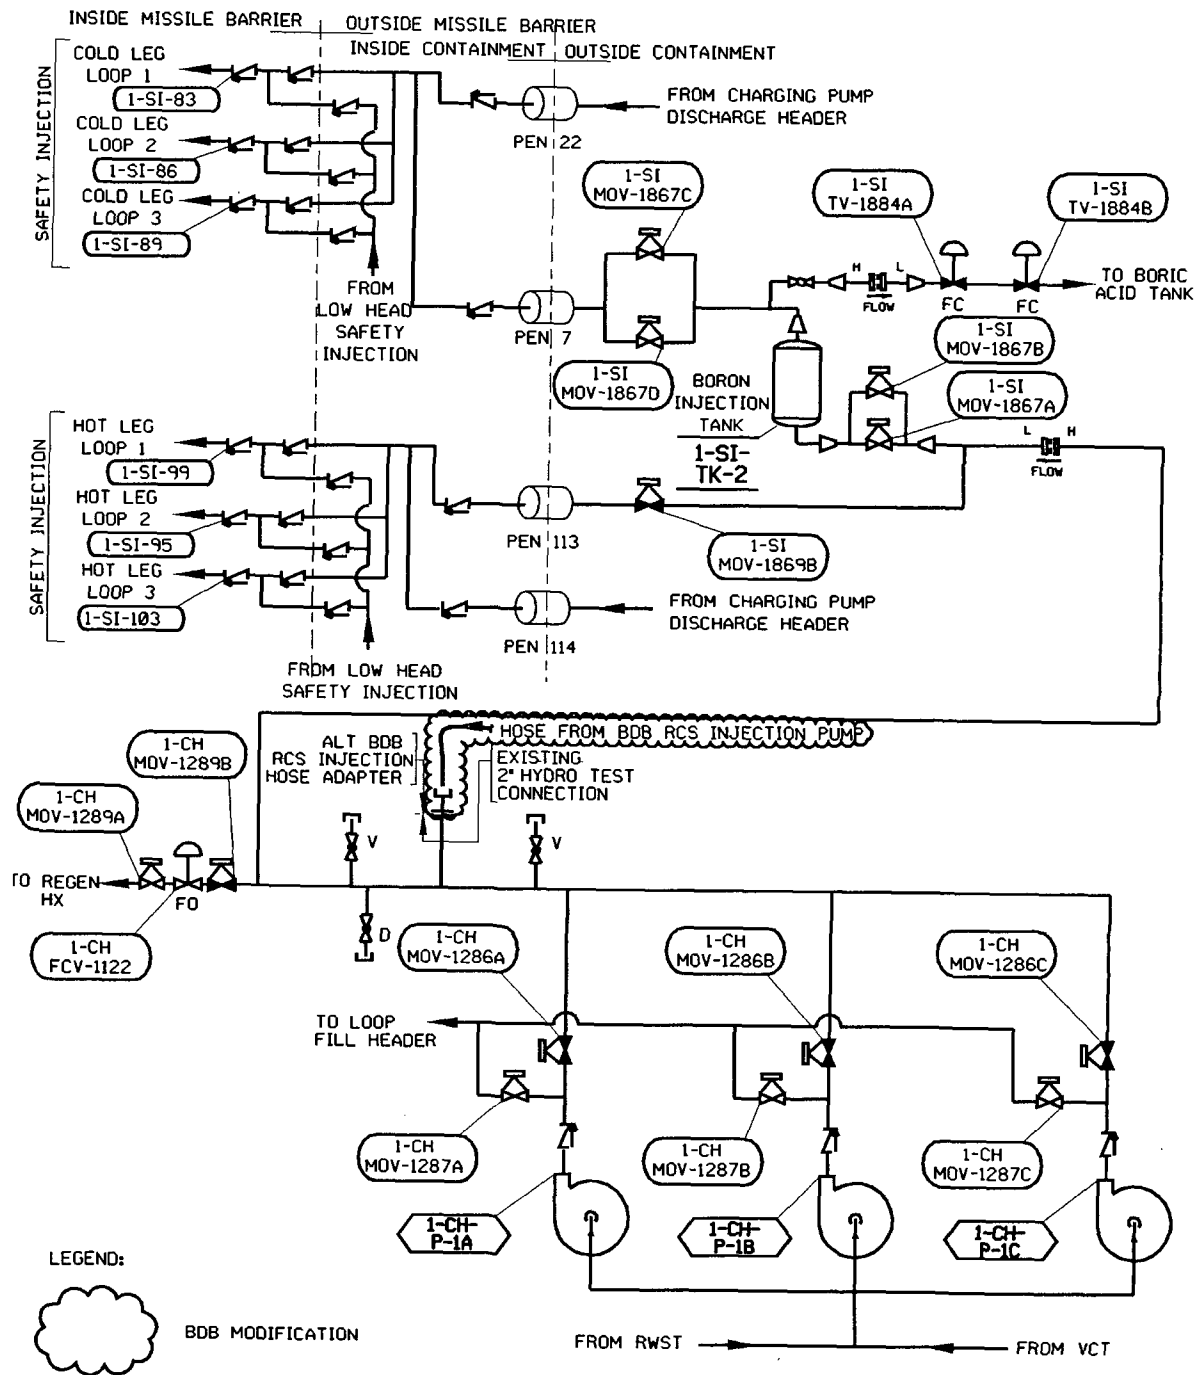 INSIDE MISSILE BARRIER
OUTSIDE MISSILE BARRIER
INSIDE CONTAINMENT
OUTSIDE CONTAINMENT
SAFETY INJECTION
COLD LEG
LOOP 1
1-SI-83
COLD LEG
LOOP 2
1-SI-86
COLD LEG
LOOP 3
1-SI-89
FROM
LOW HEAD
SAFETY
INJECTION
PEN 22
FROM CHARGING PUMP
DISCHARGE HEADER
1-SI
MOV-1867C
PEN 7
1-SI
MOV-1867D
1-SI
TV-1884A
1-SI
TV-1884B
H
L
FLOW
FC
FC
TO BORIC
ACID TANK
1-SI
MOV-1867B
1-SI
MOV-1867A
BORON
INJECTION
TANK
1-SI-
TK-2
L
H
FLOW
SAFETY INJECTION
HOT LEG
LOOP 1
1-SI-99
HOT LEG
LOOP 2
1-SI-95
HOT LEG
LOOP 3
1-SI-103
FROM LOW HEAD
SAFETY INJECTION
PEN 113
1-SI
MOV-1869B
PEN 114
FROM CHARGING PUMP
DISCHARGE HEADER
HOSE FROM BDB RCS INJECTION PUMP
ALT BDB
RCS INJECTION
HOSE ADAPTER
EXISTING
2" HYDRO TEST
CONNECTION
1-CH
MOV-1289B
1-CH
MOV-1289A
TO REGEN
HX
FO
1-CH
FCV-1122
V
V
D
1-CH
MOV-1286A
1-CH
MOV-1286B
1-CH
MOV-1286C
TO LOOP
FILL HEADER
1-CH
MOV-1287A
1-CH
MOV-1287B
1-CH
MOV-1287C
1-CH-
P-1A
1-CH-
P-1B
1-CH-
P-1C
LEGEND:
BDB MODIFICATION
FROM RWST
FROM VCT